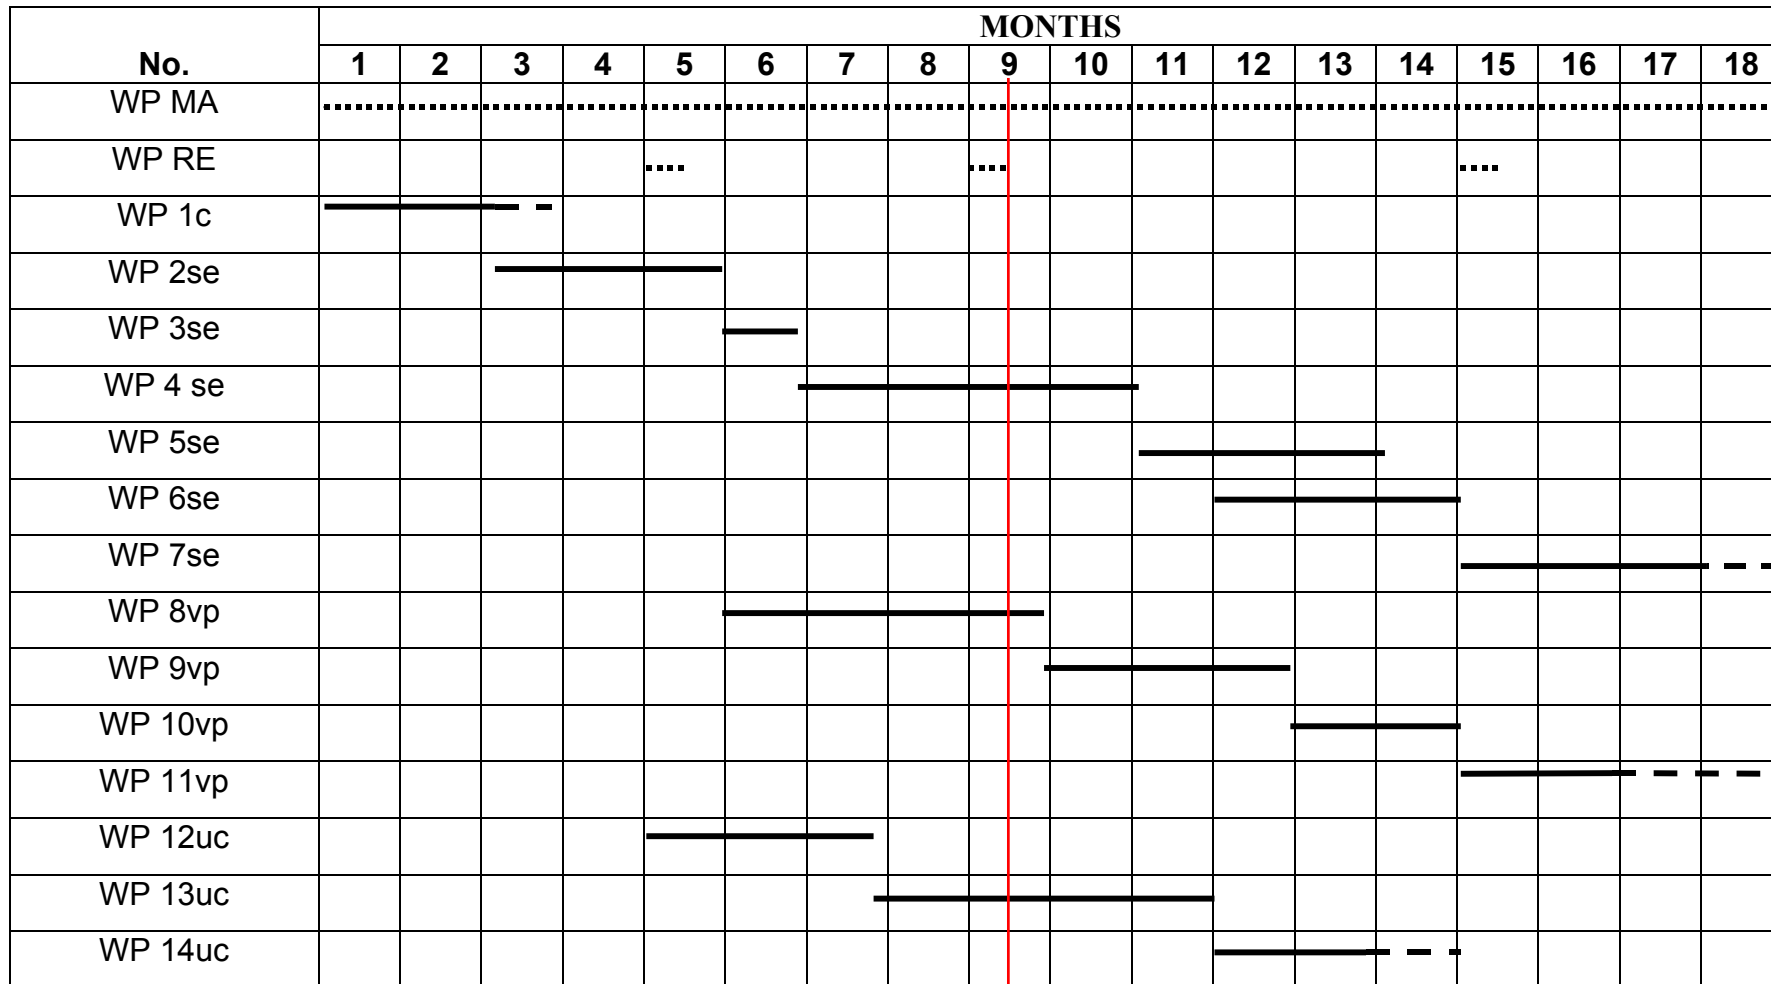 MONTHS
No. 1 2 3 4 5 6 7 8 9 10 11 12 13 14 15 16 17 18
WP MA
WP RE
WP 1c
WP 2se
WP 3se
WP 4 se
WP 5se
WP 6se
WP 7se
WP 8vp
WP 9vp
WP 10vp
WP 11vp
WP 12uc
WP 13uc
WP 14uc